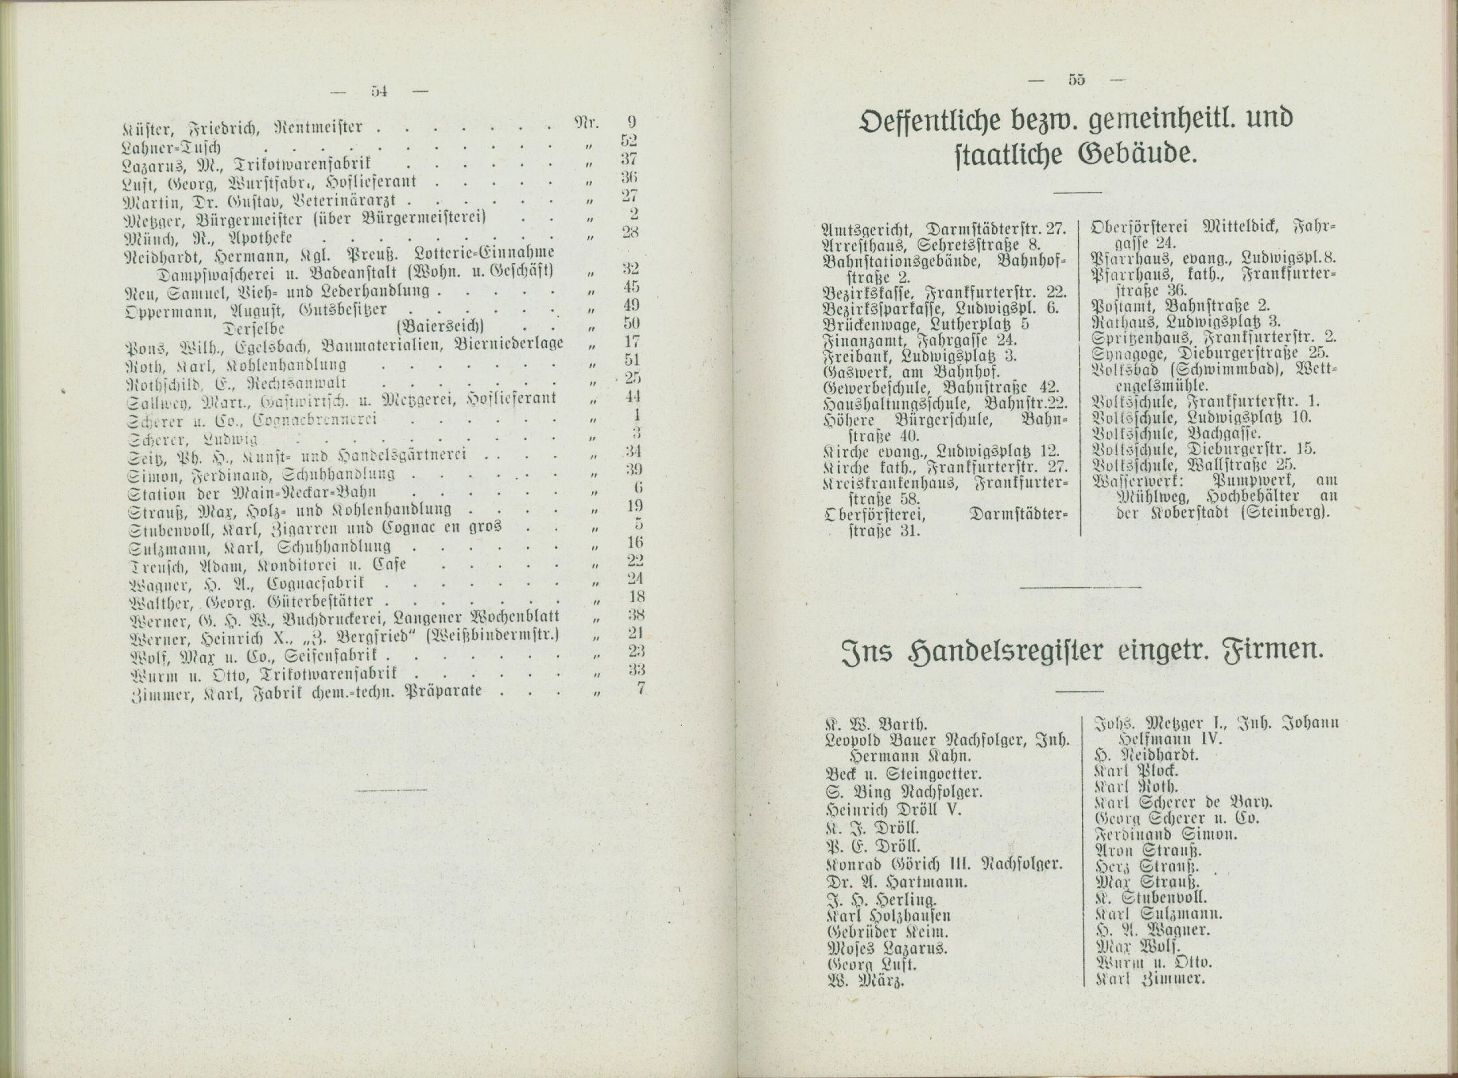 — 54 —
Küster, Friedrich, Rentmeister . . . . . . . Nr. 9
Lahner-Tusch . . . . . . . . . . „ 52
Lazarus, M., Trikotwarenfabrik . . . . . „ 37
Luft, Georg, Wurstfabr., Hoflieferant . . . . „ 36
Martin, Dr. Gustav, Veterinärarzt . . . . . . „ 27
Metzger, Bürgermeister (über Bürgermeisterei) . . „ 2
Münch, R., Apotheke . . . . . . . . „ 28
Neidhardt, Hermann, Kgl. Preuß. Lotterie-Einnahme
Dampfwascherei u. Badeanstalt (Wohn. u. Geschäft) „ 32
Neu, Samuel, Vieh- und Lederhandlung . . . . „ 45
Oppermann, August, Gutsbesitzer . . . . . „ 49
Derselbe (Baierseich) . . „ 50
Pons, Wilh., Egelsbach, Baumaterialien, Bierniederlage „ 17
Roth, Karl, Kohlenhandlung . . . . . . „ 51
Rothschild, E., Rechtsanwalt . . . . . . „ 25
Sallwey, Mart., Gastwirtsch. u. Metzgerei, Hoflieferant „ 44
Scherer u. Co., Cognacbrennerei . . . . . „ 1
Scherer, Ludwig . . . . . . . . „ 3
Seitz, Ph. H., Kunst- und Handelsgärtnerei . . . . „ 34
Simon, Ferdinand, Schuhhandlung . . . . . „ 39
Station der Main-Neckar-Bahn . . . . . „ 6
Strauß, Max, Holz- und Kohlenhandlung . . . . „ 19
Stubenvoll, Karl, Zigarren und Cognac en gros . . „ 5
Sulzmann, Karl, Schuhhandlung . . . . . „ 16
Treusch, Adam, Konditorei u. Cafe . . . . „ 22
Wagner, H. A., Cognacfabrik . . . . . . „ 24
Walther, Georg. Güterbestätter . . . . . . „ 18
Werner, G. H. W., Buchdruckerei, Langener Wochenblatt „ 38
Werner, Heinrich X., „Z. Bergfried“ (Weißbindermstr.) „ 21
Wolf, Max u. Co., Seifenfabrik . . . . . . „ 23
Wurm u. Otto, Trikotwarenfabrik . . . . . „ 33
Zimmer, Karl, Fabrik chem.-techn. Präparate . . . „ 7
— 55 —
Oeffentliche bezw. gemeinheitl. und
staatliche Gebäude.
Amtsgericht, Darmstädterstr. 27.
Arresthaus, Sehretsstraße 8.
Bahnstationsgebäude, Bahnhof-
straße 2.
Bezirkskasse, Frankfurterstr. 22.
Bezirkssparkasse, Ludwigspl. 6.
Brückenwage, Lutherplatz 5
Finanzamt, Fahrgasse 24.
Freibank, Ludwigsplatz 3.
Gaswerk, am Bahnhof.
Gewerbeschule, Bahnstraße 42.
Haushaltungsschule, Bahnstr. 22.
Höhere Bürgerschule, Bahn-
straße 40.
Kirche evang., Ludwigsplatz 12.
Kirche kath., Frankfurterstr. 27.
Kreiskrankenhaus, Frankfurter-
straße 58.
Oberförsterei, Darmstädter-
straße 31.
Oberförsterei Mitteldick, Fahr-
gasse 24.
Pfarrhaus, evang., Ludwigspl. 8.
Pfarrhaus, kath., Frankfurter-
straße 36.
Postamt, Bahnstraße 2.
Rathaus, Ludwigsplatz 3.
Spritzenhaus, Frankfurterstr. 2.
Synagoge, Dieburgerstraße 25.
Volksbad (Schwimmbad), Wett-
engelsmühle.
Volksschule, Frankfurterstr. 1.
Volksschule, Ludwigsplatz 10.
Volksschule, Bachgasse.
Volksschule, Dieburgerstr. 15.
Volksschule, Wallstraße 25.
Wasserwerk: Pumpwerk, am
Mühlweg, Hochbehälter an
der Koberstadt (Steinberg).
Ins Handelsregister eingetr. Firmen.
K. W. Barth.
Leopold Bauer Nachfolger, Inh.
Hermann Kahn.
Beck u. Steingoetter.
S. Bing Nachfolger.
Heinrich Dröll V.
K. J. Dröll.
P. E. Dröll.
Konrad Görich III. Nachfolger.
Dr. A. Hartmann.
J. H. Herling.
Karl Holzhausen
Gebrüder Keim.
Moses Lazarus.
Georg Luft.
W. März.
Johs. Metzger I., Inh. Johann
Helfmann IV.
H. Neidhardt.
Karl Plock.
Karl Roth.
Karl Scherer de Bary.
Georg Scherer u. Co.
Ferdinand Simon.
Aron Strauß.
Herz Strauß.
Max Strauß.
K. Stubenvoll.
Karl Sulzmann.
H. A. Wagner.
Max Wolf.
Wurm u. Otto.
Karl Zimmer.